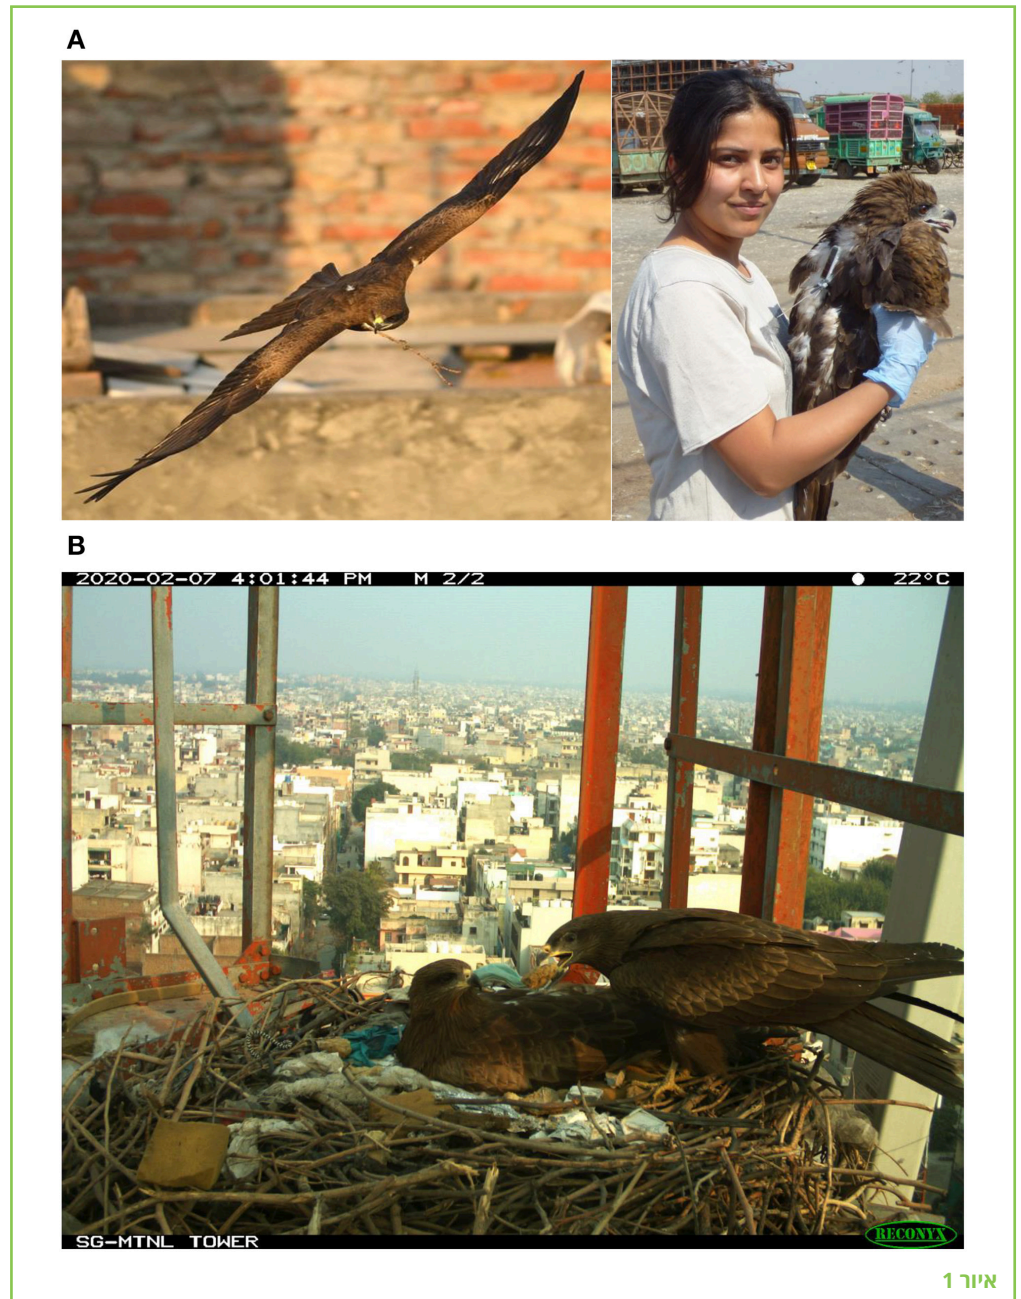 A
B
2020-02-07 4:01:44 PM M 2/2 22°C
SG-MTNL TOWER
RECONYX
איור 1